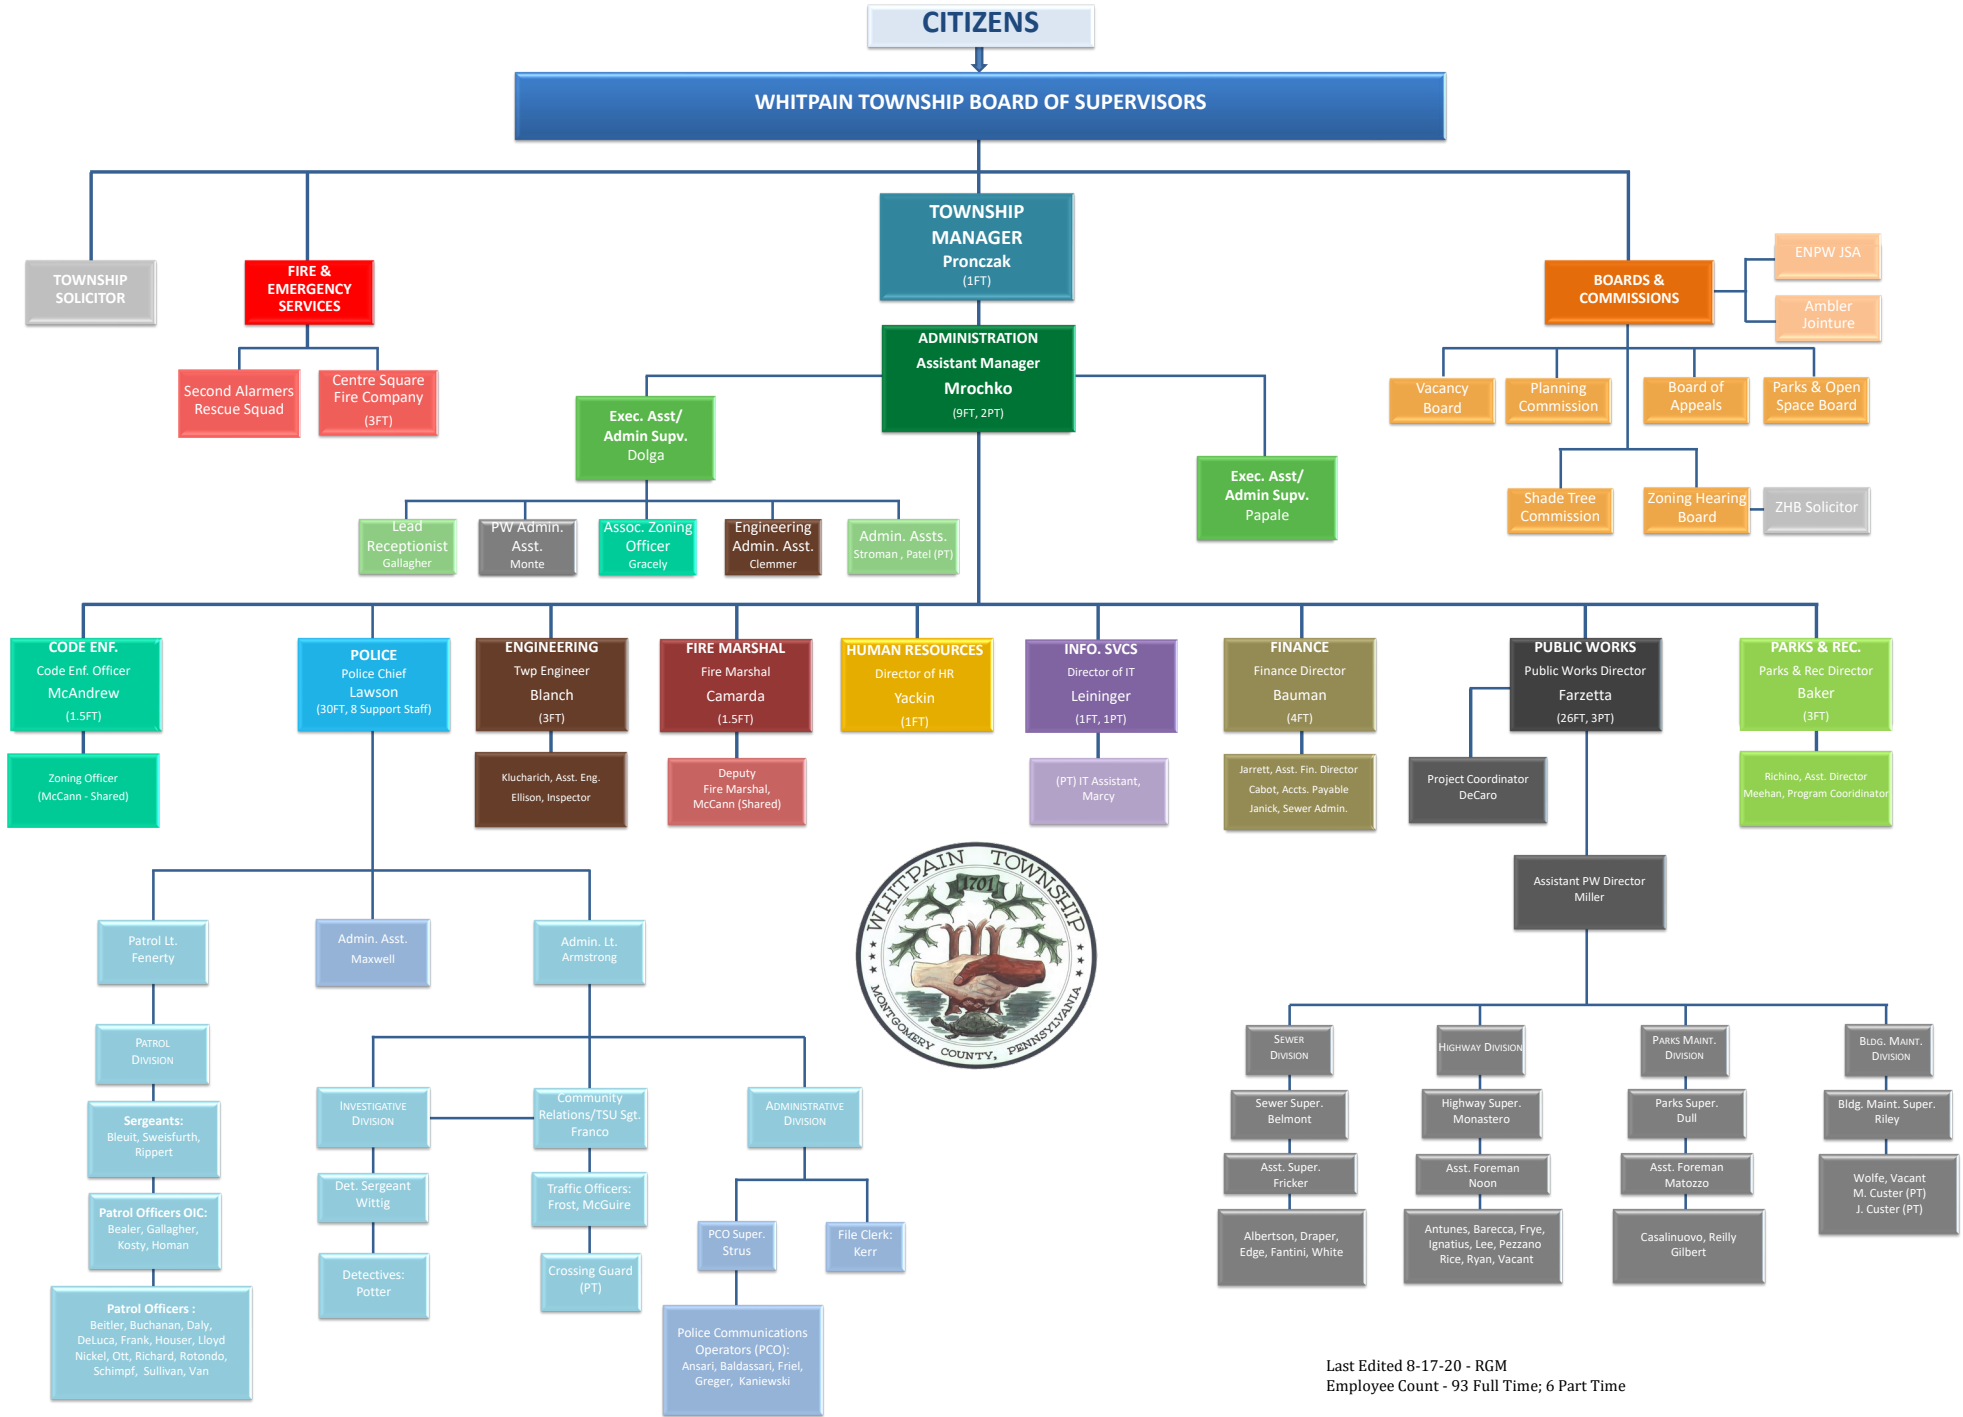 CITIZENS
WHITPAIN TOWNSHIP BOARD OF SUPERVISORS
TOWNSHIP
SOLICITOR
FIRE &
EMERGENCY
SERVICES
Second Alarmers
Rescue Squad
Centre Square
Fire Company
(3FT)
TOWNSHIP
MANAGER
Pronczak
(1FT)
ADMINISTRATION
Assistant Manager
Mrochko
(9FT, 2PT)
BOARDS &
COMMISSIONS
ENPW JSA
Ambler
Jointure
Vacancy
Board
Planning
Commission
Board of
Appeals
Parks & Open
Space Board
Shade Tree
Commission
Zoning Hearing
Board
ZHB Solicitor
Exec. Asst/
Admin Supv.
Dolga
Exec. Asst/
Admin Supv.
Papale
Lead
Receptionist
Gallagher
PW Admin.
Asst.
Monte
Assoc. Zoning
Officer
Gracely
Engineering
Admin. Asst.
Clemmer
Admin. Assts.
Stroman , Patel (PT)
CODE ENF.
Code Enf. Officer
McAndrew
(1.5FT)
Zoning Officer
(McCann - Shared)
POLICE
Police Chief
Lawson
(30FT, 8 Support Staff)
ENGINEERING
Twp Engineer
Blanch
(3FT)
Klucharich, Asst. Eng.
Ellison, Inspector
FIRE MARSHAL
Fire Marshal
Camarda
(1.5FT)
Deputy
Fire Marshal,
McCann (Shared)
HUMAN RESOURCES
Director of HR
Yackin
(1FT)
INFO. SVCS
Director of IT
Leininger
(1FT, 1PT)
(PT) IT Assistant,
Marcy
FINANCE
Finance Director
Bauman
(4FT)
Jarrett, Asst. Fin. Director
Cabot, Accts. Payable
Janick, Sewer Admin.
PUBLIC WORKS
Public Works Director
Farzetta
(26FT, 3PT)
Project Coordinator
DeCaro
Assistant PW Director
Miller
PARKS & REC.
Parks & Rec Director
Baker
(3FT)
Richino, Asst. Director
Meehan, Program Cooridinator
Patrol Lt.
Fenerty
Admin. Asst.
Maxwell
Admin. Lt.
Armstrong
PATROL
DIVISION
Sergeants:
Bleuit, Sweisfurth,
Rippert
Patrol Officers OIC:
Bealer, Gallagher,
Kosty, Homan
Patrol Officers :
Beitler, Buchanan, Daly,
DeLuca, Frank, Houser, Lloyd
Nickel, Ott, Richard, Rotondo,
Schimpf, Sullivan, Van
INVESTIGATIVE
DIVISION
Det. Sergeant
Wittig
Detectives:
Potter
Community
Relations/TSU Sgt.
Franco
Traffic Officers:
Frost, McGuire
Crossing Guard
(PT)
ADMINISTRATIVE
DIVISION
PCO Super.
Strus
File Clerk:
Kerr
Police Communications
Operators (PCO):
Ansari, Baldassari, Friel,
Greger, Kaniewski
WHITPAIN TOWNSHIP
1701
MONTGOMERY COUNTY, PENNSYLVANIA
SEWER
DIVISION
Sewer Super.
Belmont
Asst. Super.
Fricker
Albertson, Draper,
Edge, Fantini, White
HIGHWAY DIVISION
Highway Super.
Monastero
Asst. Foreman
Noon
Antunes, Barecca, Frye,
Ignatius, Lee, Pezzano
Rice, Ryan, Vacant
PARKS MAINT.
DIVISION
Parks Super.
Dull
Asst. Foreman
Matozzo
Casalinuovo, Reilly
Gilbert
BLDG. MAINT.
DIVISION
Bldg. Maint. Super.
Riley
Wolfe, Vacant
M. Custer (PT)
J. Custer (PT)
Last Edited 8-17-20 - RGM
Employee Count - 93 Full Time; 6 Part Time